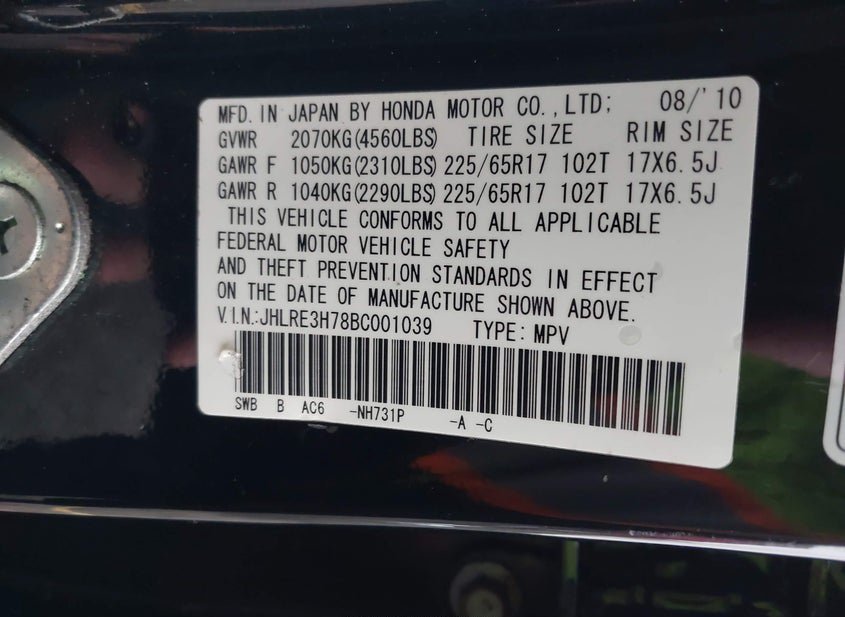 MFD. IN JAPAN BY HONDA MOTOR CO., LTD; 08/'10
GVWR 2070KG(4560LBS) TIRE SIZE RIM SIZE
GAWR F 1050KG(2310LBS) 225/65R17 102T 17X6.5J
GAWR R 1040KG(2290LBS) 225/65R17 102T 17X6.5J
THIS VEHICLE CONFORMS TO ALL APPLICABLE
FEDERAL MOTOR VEHICLE SAFETY
AND THEFT PREVENTION STANDARDS IN EFFECT
ON THE DATE OF MANUFACTURE SHOWN ABOVE.
V.I.N:JHLRE3H78BC001039 TYPE: MPV
SWB B AC6 -NH731P -A -C